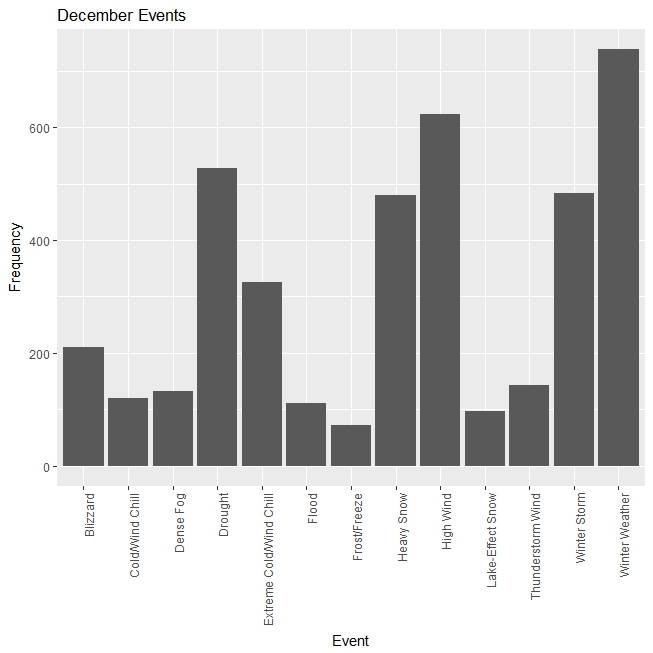 December Events
Frequency
600
400
200
0
Blizzard
Cold/Wind Chill
Dense Fog
Drought
Extreme Cold/Wind Chill
Flood
Frost/Freeze
Heavy Snow
High Wind
Lake-Effect Snow
Thunderstorm Wind
Winter Storm
Winter Weather
Event